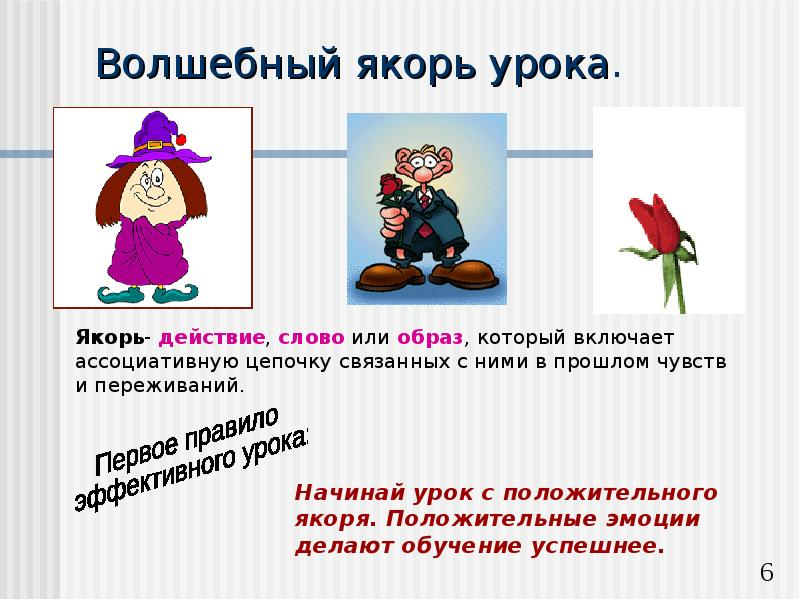 Волшебный якорь урока.
Якорь- действие, слово или образ, который включает
ассоциативную цепочку связанных с ними в прошлом чувств
и переживаний.
Первое правило
эффективного урока:
Начинай урок с положительного
якоря. Положительные эмоции
делают обучение успешнее.
6